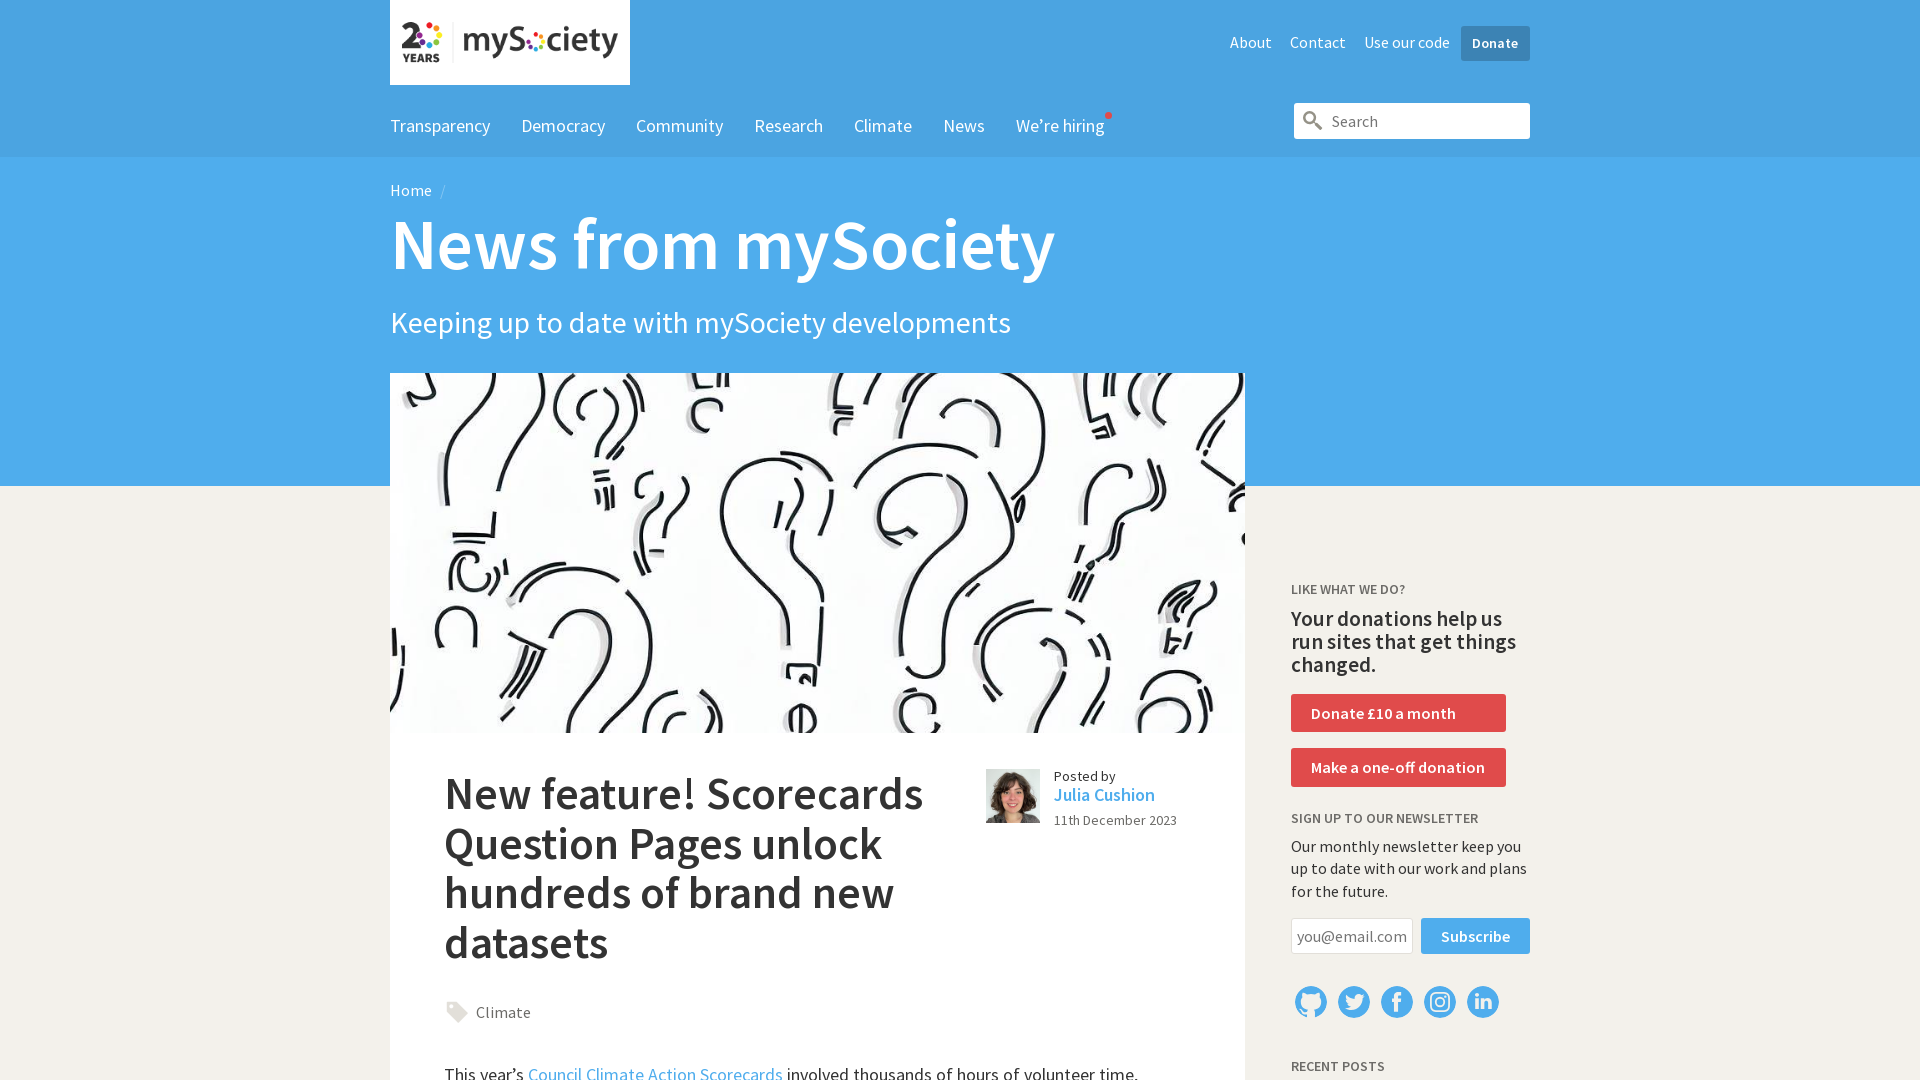 20 YEARS mySociety
About Contact Use our code Donate
Transparency Democracy Community Research Climate News We’re hiring
Search
Home /
News from mySociety
Keeping up to date with mySociety developments
New feature! Scorecards
Question Pages unlock
hundreds of brand new
datasets
Posted by
Julia Cushion
11th December 2023
Climate
This year’s Council Climate Action Scorecards involved thousands of hours of volunteer time,
LIKE WHAT WE DO?
Your donations help us
run sites that get things
changed.
Donate £10 a month
Make a one-off donation
SIGN UP TO OUR NEWSLETTER
Our monthly newsletter keep you
up to date with our work and plans
for the future.
you@email.com Subscribe
RECENT POSTS